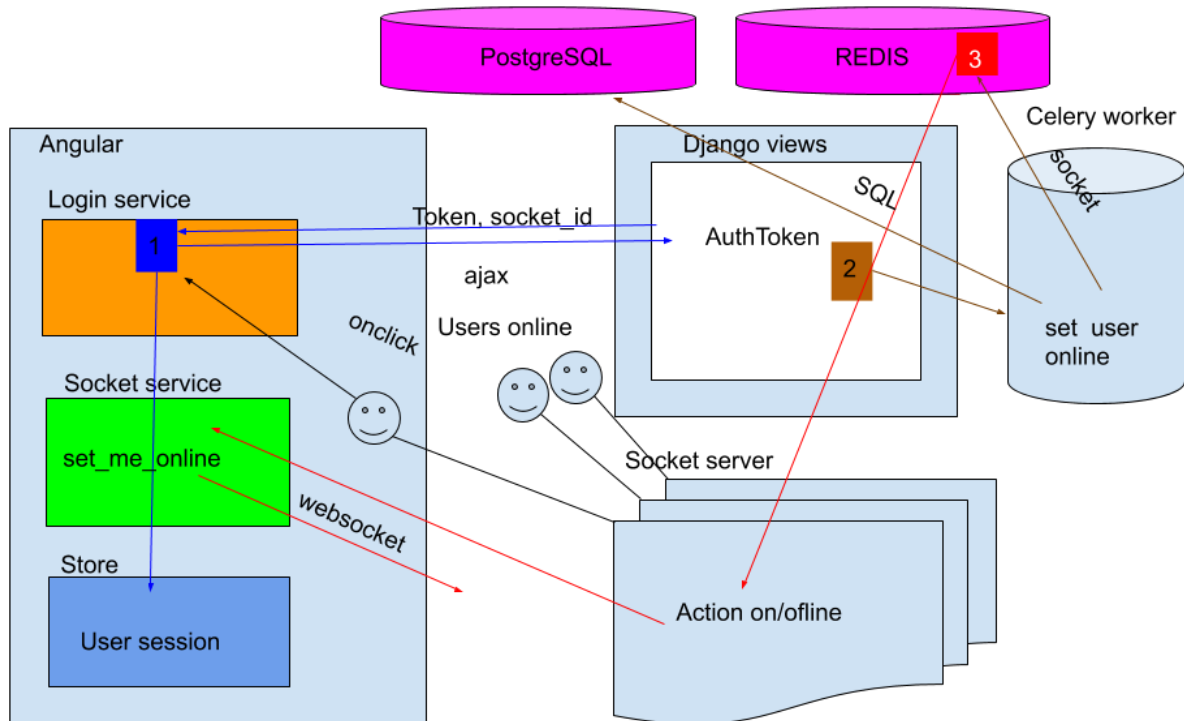 PostgreSQL
REDIS
3
Celery worker
Angular
Django views
socket
Login service
SQL
Token, socket_id
1
AuthToken
2
ajax
onclick
Users online
set user
online
Socket service
set_me_online
Socket server
websocket
Store
Action on/ofline
User session